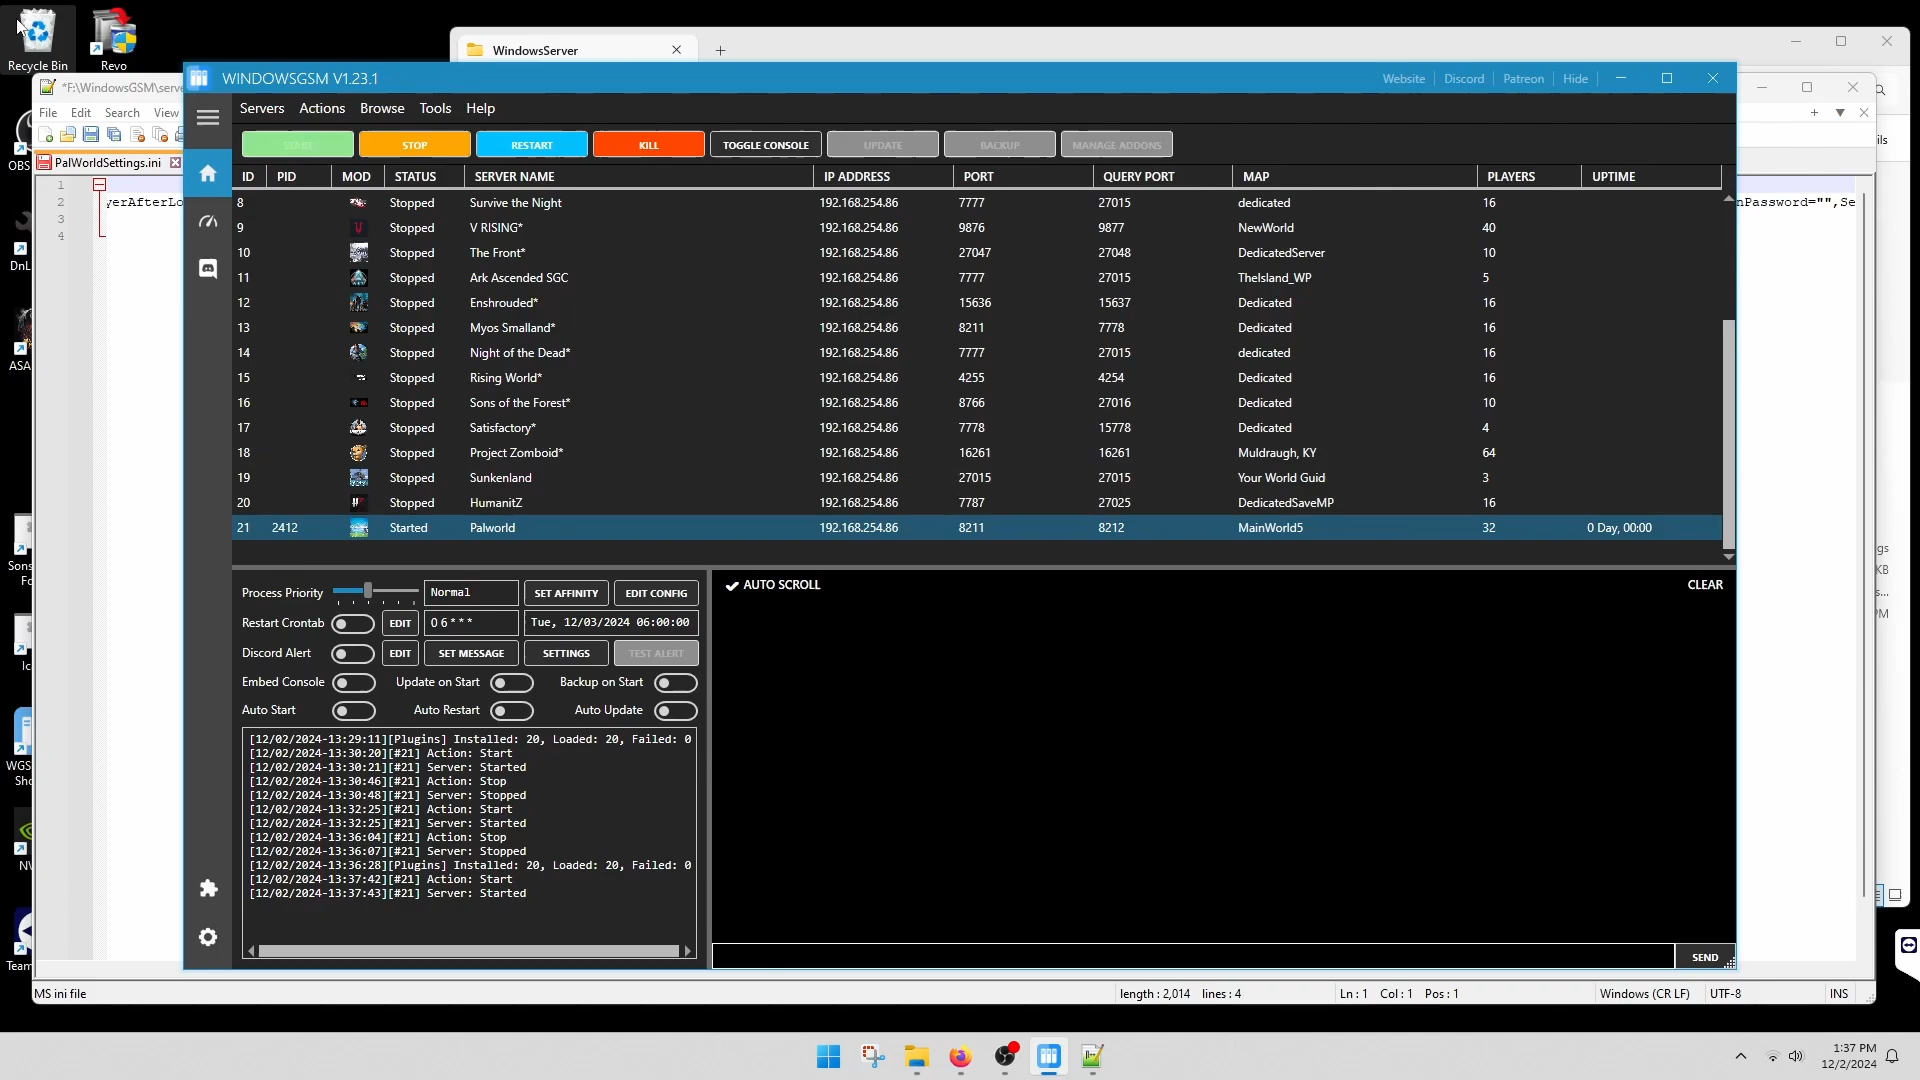 Recycle Bin
Revo
WindowsServer
*F:\WindowsGSM\serve
WINDOWSGSM V1.23.1
Website
Discord
Patreon
Hide
File Edit Search View
Servers Actions Browse Tools Help
STOP
RESTART
KILL
TOGGLE CONSOLE
UPDATE
BACKUP
MANAGE ADDONS
OBS
PalWorldSettings.ini
ID PID MOD STATUS SERVER NAME IP ADDRESS PORT QUERY PORT MAP PLAYERS UPTIME
1
2 yerAfterLo
nPassword="",Se
3
4
8 Stopped Survive the Night 192.168.254.86 7777 27015 dedicated 16
9 Stopped V RISING* 192.168.254.86 9876 9877 NewWorld 40
10 Stopped The Front* 192.168.254.86 27047 27048 DedicatedServer 10
11 Stopped Ark Ascended SGC 192.168.254.86 7777 27015 TheIsland_WP 5
12 Stopped Enshrouded* 192.168.254.86 15636 15637 Dedicated 16
13 Stopped Myos Smalland* 192.168.254.86 8211 7778 Dedicated 16
14 Stopped Night of the Dead* 192.168.254.86 7777 27015 dedicated 16
15 Stopped Rising World* 192.168.254.86 4255 4254 Dedicated 16
16 Stopped Sons of the Forest* 192.168.254.86 8766 27016 Dedicated 10
17 Stopped Satisfactory* 192.168.254.86 7778 15778 Dedicated 4
18 Stopped Project Zomboid* 192.168.254.86 16261 16261 Muldraugh, KY 64
19 Stopped Sunkenland 192.168.254.86 27015 27015 Your World Guid 3
20 Stopped HumanitZ 192.168.254.86 7787 27025 DedicatedSaveMP 16
21 2412 Started Palworld 192.168.254.86 8211 8212 MainWorld5 32 0 Day, 00:00
DnL
ASA
Sons
Fo
Ic
WGS
Sho
NV
Team
ils
gs
KB
s...
PM
Process Priority Normal SET AFFINITY EDIT CONFIG
Restart Crontab EDIT 0 6 * * * Tue, 12/03/2024 06:00:00
Discord Alert EDIT SET MESSAGE SETTINGS TEST ALERT
Embed Console Update on Start Backup on Start
Auto Start Auto Restart Auto Update
[12/02/2024-13:29:11][Plugins] Installed: 20, Loaded: 20, Failed: 0
[12/02/2024-13:30:20][#21] Action: Start
[12/02/2024-13:30:21][#21] Server: Started
[12/02/2024-13:30:46][#21] Action: Stop
[12/02/2024-13:30:48][#21] Server: Stopped
[12/02/2024-13:32:25][#21] Action: Start
[12/02/2024-13:32:25][#21] Server: Started
[12/02/2024-13:36:04][#21] Action: Stop
[12/02/2024-13:36:07][#21] Server: Stopped
[12/02/2024-13:36:28][Plugins] Installed: 20, Loaded: 20, Failed: 0
[12/02/2024-13:37:42][#21] Action: Start
[12/02/2024-13:37:43][#21] Server: Started
AUTO SCROLL
CLEAR
SEND
MS ini file
length : 2,014 lines : 4
Ln : 1 Col : 1 Pos : 1
Windows (CR LF)
UTF-8
INS
1:37 PM
12/2/2024